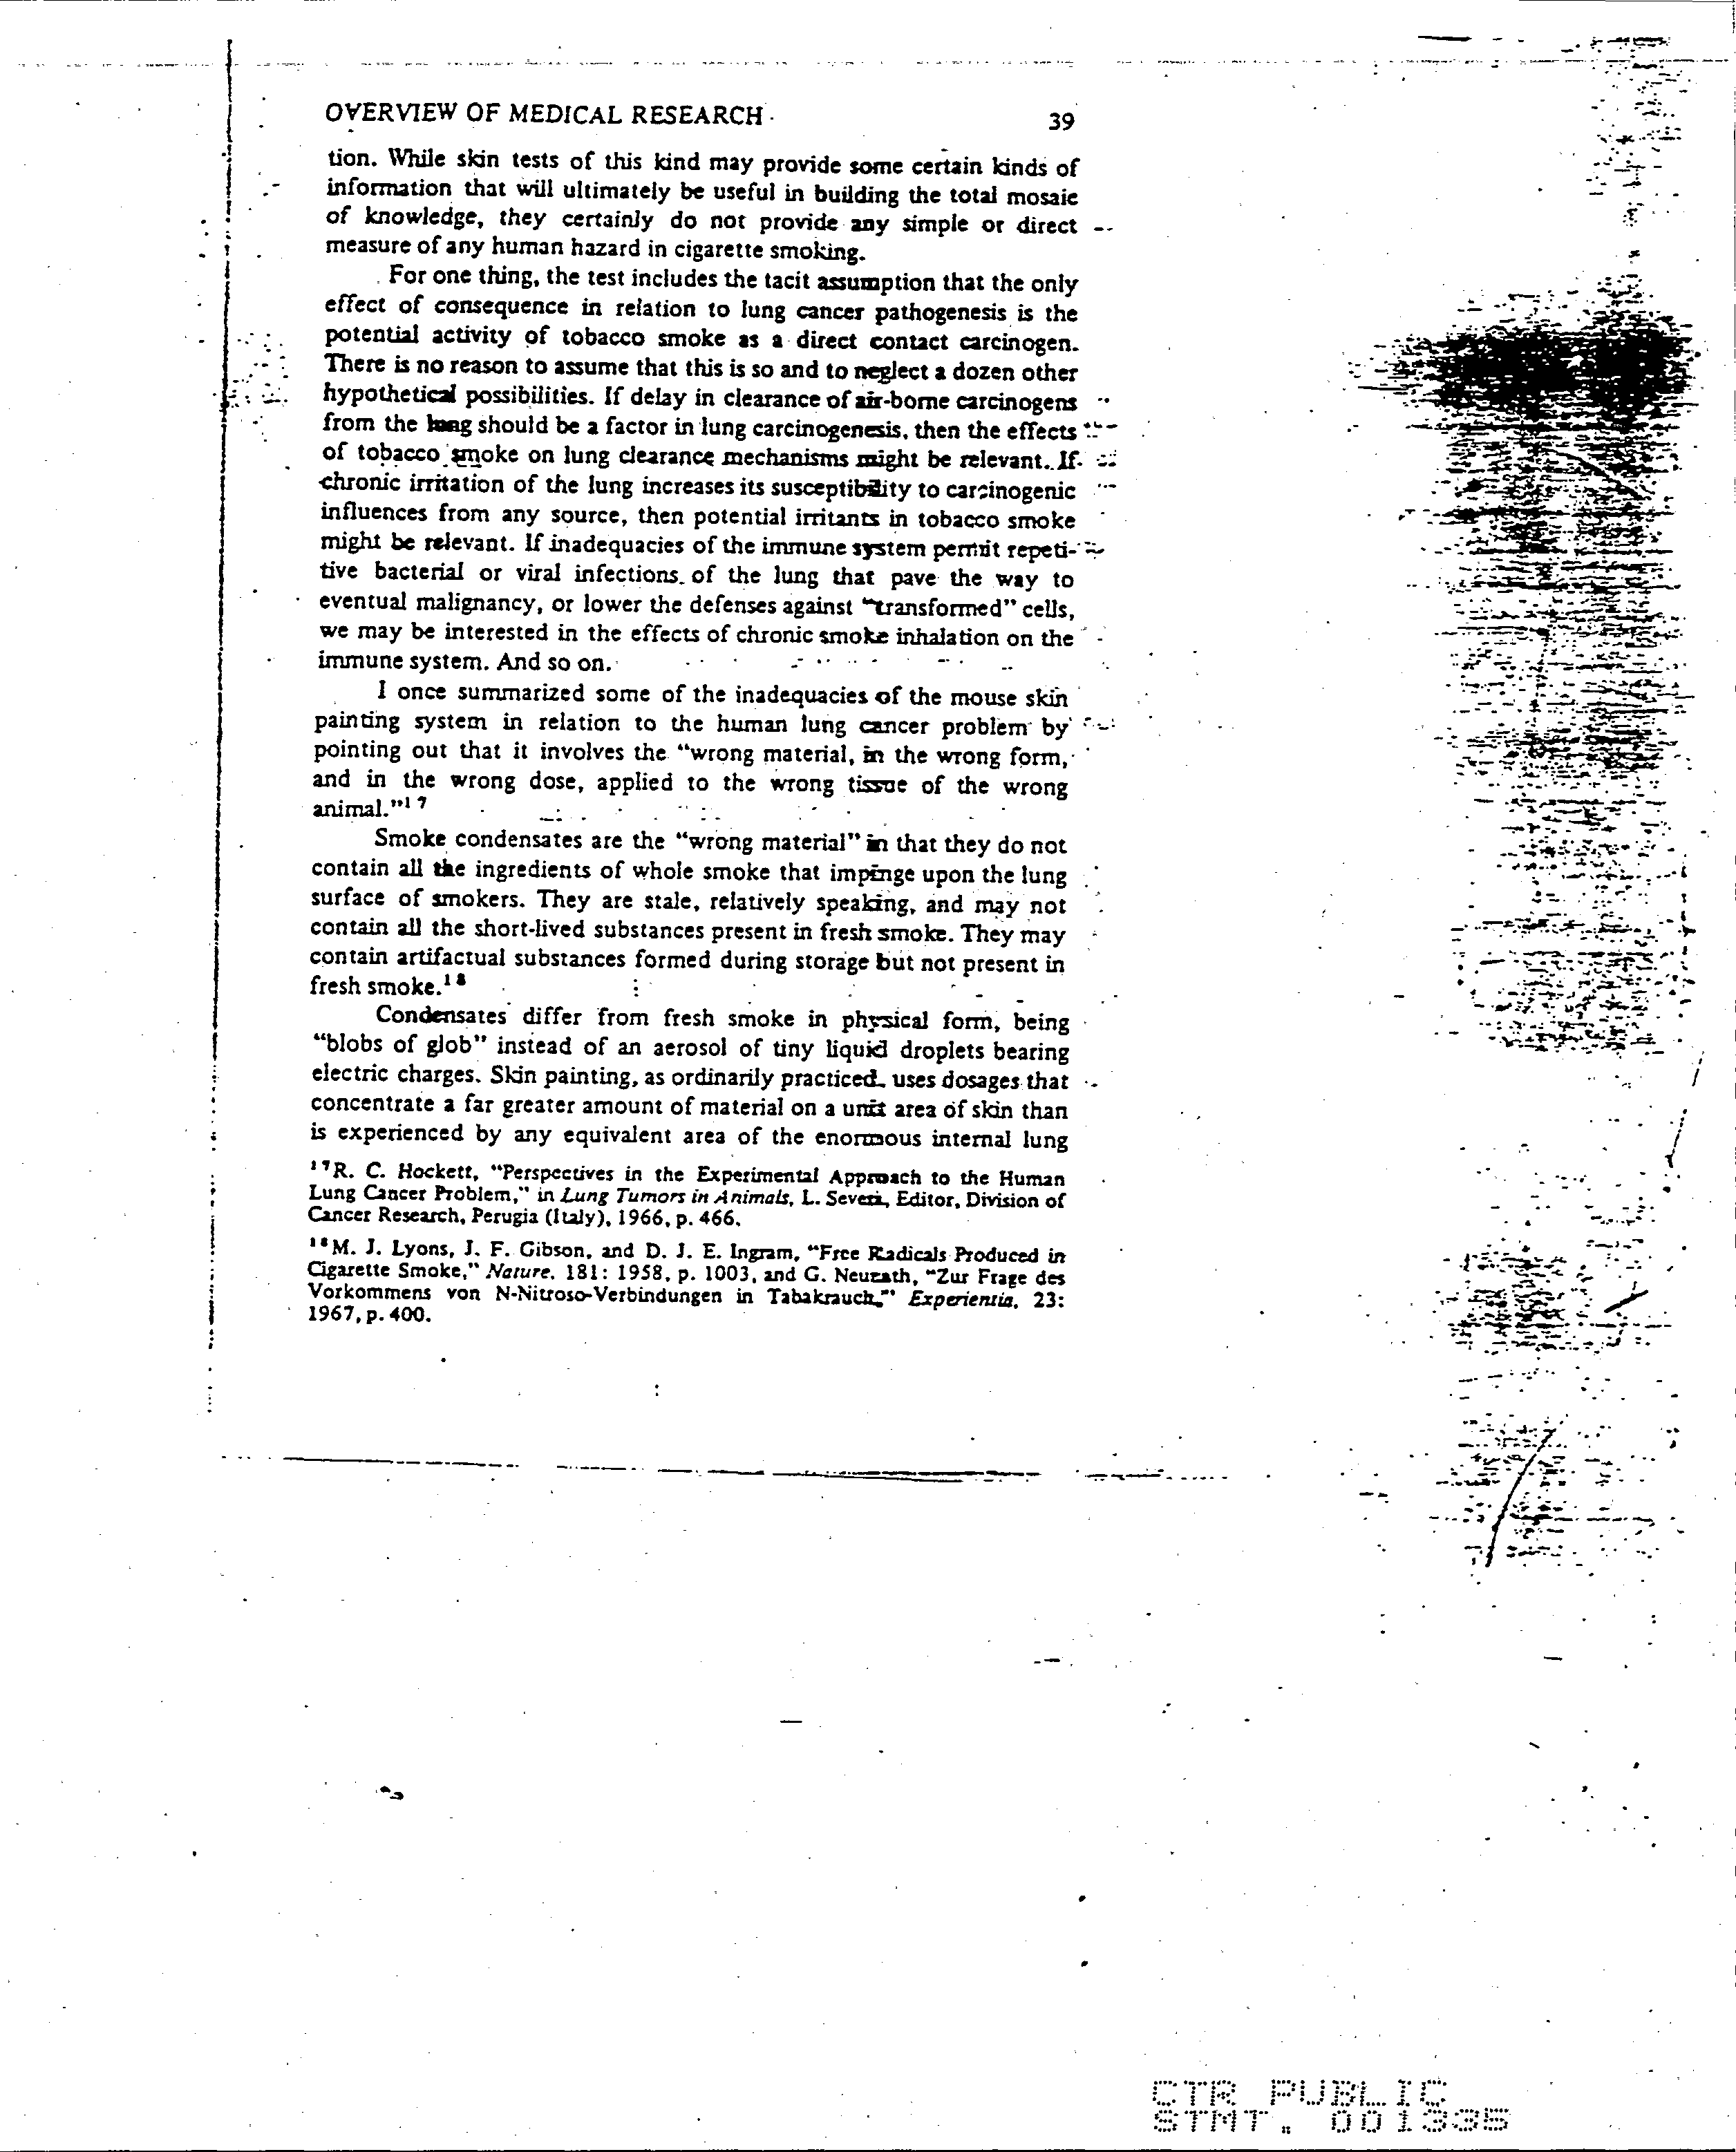 OVERVIEW OF MEDICAL RESEARCH 39
tion. While skin tests of this kind may provide some certain kinds of
information that will ultimately be useful in building the total mosaic
of knowledge, they certainly do not provide any simple or direct
measure of any human hazard in cigarette smoking.
For one thing, the test includes the tacit assumption that the only
effect of consequence in relation to lung cancer pathogenesis is the
potential activity of tobacco smoke as a direct contact carcinogen.
There is no reason to assume that this is so and to neglect a dozen other
hypothetical possibilities. If delay in clearance of air-borne carcinogens
from the lung should be a factor in lung carcinogenesis, then the effects
of tobacco smoke on lung clearance mechanisms might be relevant. If
chronic irritation of the lung increases its susceptibility to carcinogenic
influences from any source, then potential irritants in tobacco smoke
might be relevant. If inadequacies of the immune system permit repeti-
tive bacterial or viral infections of the lung that pave the way to
eventual malignancy, or lower the defenses against "transformed" cells,
we may be interested in the effects of chronic smoke inhalation on the
immune system. And so on.
I once summarized some of the inadequacies of the mouse skin
painting system in relation to the human lung cancer problem by
pointing out that it involves the "wrong material, in the wrong form,
and in the wrong dose, applied to the wrong tissue of the wrong
animal."17
Smoke condensates are the "wrong material" in that they do not
contain all the ingredients of whole smoke that impinge upon the lung
surface of smokers. They are stale, relatively speaking, and may not
contain all the short-lived substances present in fresh smoke. They may
contain artifactual substances formed during storage but not present in
fresh smoke.18
Condensates differ from fresh smoke in physical form, being
"blobs of glob" instead of an aerosol of tiny liquid droplets bearing
electric charges. Skin painting, as ordinarily practiced, uses dosages that
concentrate a far greater amount of material on a unit area of skin than
is experienced by any equivalent area of the enormous internal lung
17R. C. Hockett, "Perspectives in the Experimental Approach to the Human
Lung Cancer Problem," in Lung Tumors in Animals, L. Severi, Editor, Division of
Cancer Research, Perugia (Italy), 1966, p. 466.
18M. J. Lyons, J. F. Gibson, and D. J. E. Ingram, "Free Radicals Produced in
Cigarette Smoke," Nature, 181: 1958, p. 1003, and G. Neurath, "Zur Frage des
Vorkommens von N-Nitroso-Verbindungen in Tabakrauch," Experientia, 23:
1967, p. 400.
CTR PUBLIC
STMT. 001335